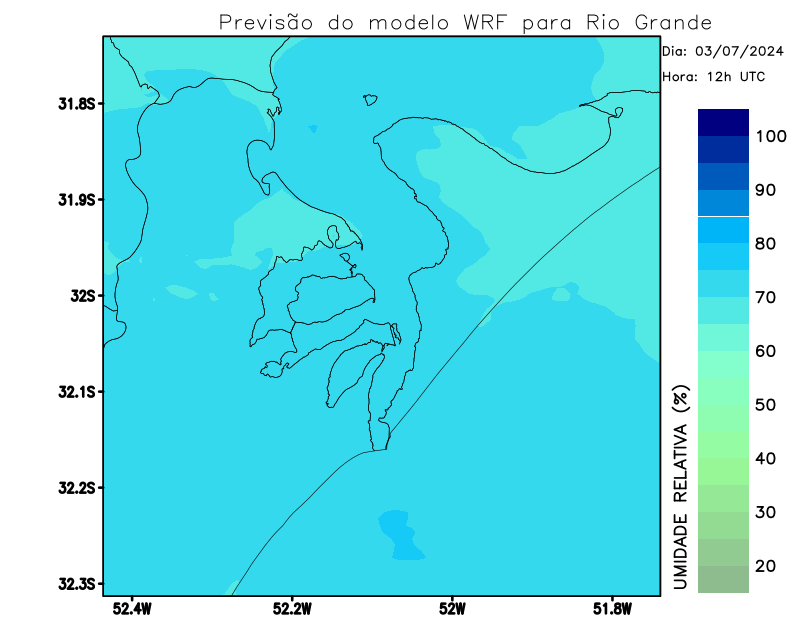 Previsão do modelo WRF para Rio Grande
Dia: 03/07/2024
Hora: 12h UTC
31.8S
31.9S
32S
32.1S
32.2S
32.3S
52.4W
52.2W
52W
51.8W
100
90
80
70
60
50
40
30
20
UMIDADE RELATIVA (%)